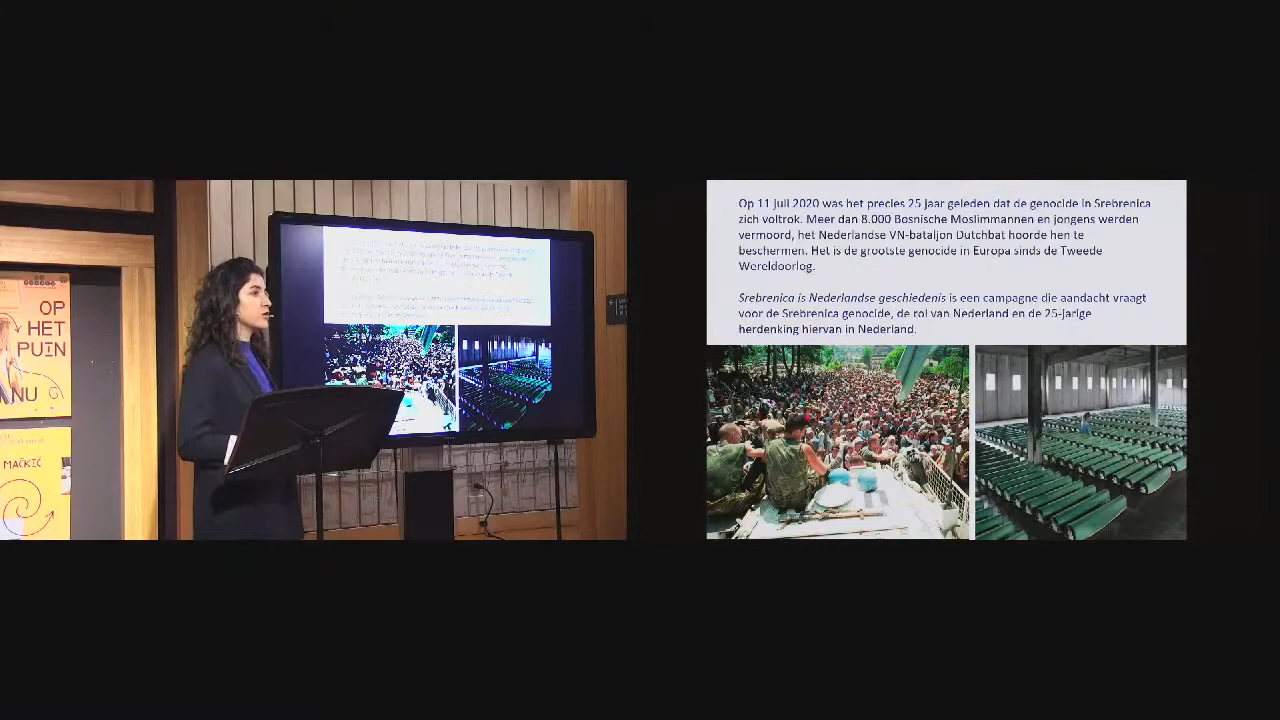 OP
HET
PUIN
NU
MAČKIĆ
Op 11 juli 2020 was het precies 25 jaar geleden dat de genocide in Srebrenica
zich voltrok. Meer dan 8.000 Bosnische Moslimmannen en jongens werden
vermoord, het Nederlandse VN-bataljon Dutchbat hoorde hen te
beschermen. Het is de grootste genocide in Europa sinds de Tweede
Wereldoorlog.
Srebrenica is Nederlandse geschiedenis is een campagne die aandacht vraagt
voor de Srebrenica genocide, de rol van Nederland en de 25-jarige
herdenking hiervan in Nederland.